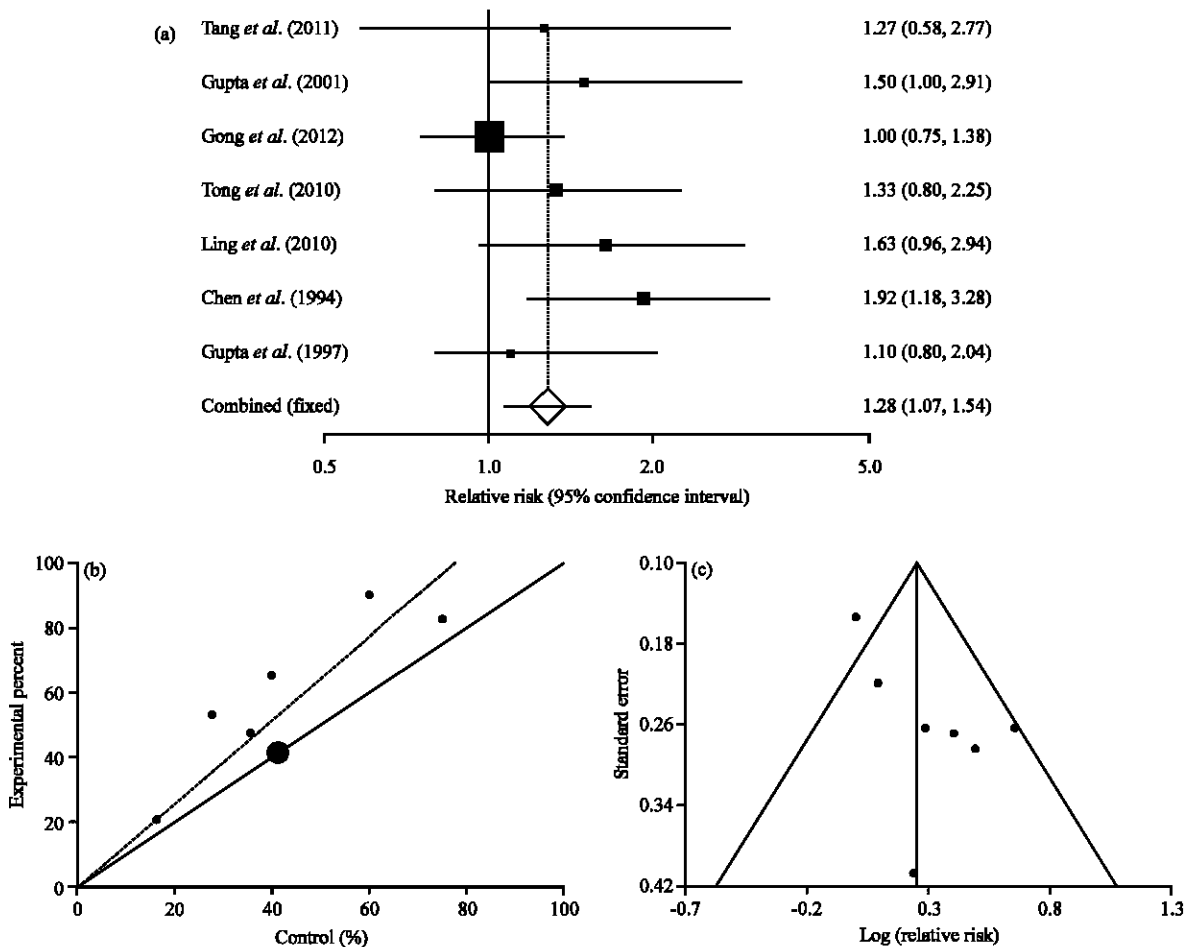 (a)
Tang et al. (2011) 1.27 (0.58, 2.77)
Gupta et al. (2001) 1.50 (1.00, 2.91)
Gong et al. (2012) 1.00 (0.75, 1.38)
Tong et al. (2010) 1.33 (0.80, 2.25)
Ling et al. (2010) 1.63 (0.96, 2.94)
Chen et al. (1994) 1.92 (1.18, 3.28)
Gupta et al. (1997) 1.10 (0.80, 2.04)
Combined (fixed) 1.28 (1.07, 1.54)
0.5 1.0 2.0 5.0
Relative risk (95% confidence interval)
(b)
Experimental percent
100
80
60
40
20
0
0 20 40 60 80 100
Control (%)
(c)
Standard error
0.10
0.18
0.26
0.34
0.42
-0.7 -0.2 0.3 0.8 1.3
Log (relative risk)